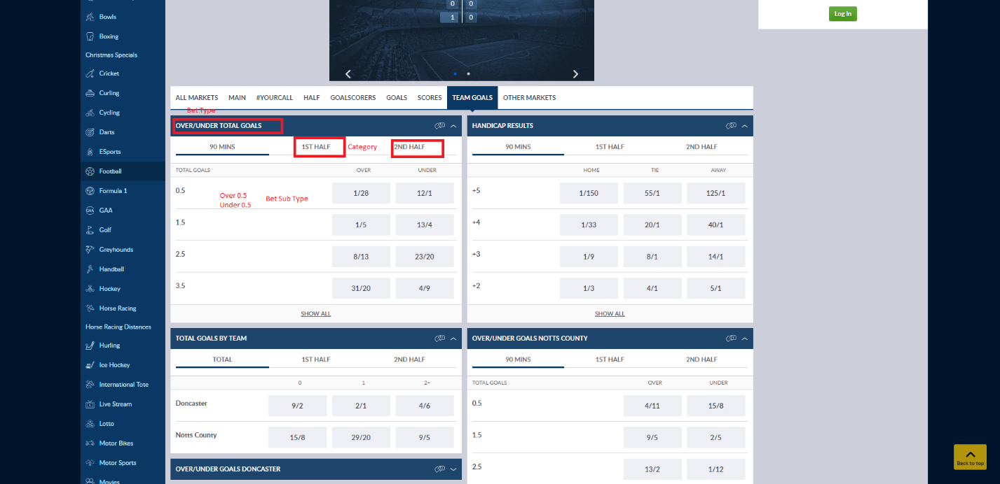 Bowls
Boxing
Christmas Specials
Cricket
Curling
Cycling
Darts
ESports
Football
Formula 1
GAA
GAA
Golf
Greyhounds
Handball
Hockey
Horse Racing
Horse Racing Distances
Hurling
Ice Hockey
International Tote
Live Stream
Lotto
Motor Bikes
Motor Sports
Movies
0 0
1 0
Log In
ALL MARKETS MAIN #YOURCALL HALF GOALSCORERS GOALS SCORES TEAM GOALS OTHER MARKETS
Bet Type
OVER/UNDER TOTAL GOALS
90 MINS 1ST HALF Category 2ND HALF
TOTAL GOALS OVER UNDER
0.5 1/28 12/1
Over 0.5
Under 0.5
Bet Sub Type
1.5 1/5 13/4
2.5 8/13 23/20
3.5 31/20 4/9
SHOW ALL
HANDICAP RESULTS
90 MINS 1ST HALF 2ND HALF
HOME TIE AWAY
+5 1/150 55/1 125/1
+4 1/33 20/1 40/1
+3 1/9 8/1 14/1
+2 1/3 4/1 5/1
SHOW ALL
TOTAL GOALS BY TEAM
TOTAL 1ST HALF 2ND HALF
0 1 2+
Doncaster 9/2 2/1 4/6
Notts County 15/8 29/20 9/5
OVER/UNDER GOALS DONCASTER
OVER/UNDER GOALS NOTTS COUNTY
90 MINS 1ST HALF 2ND HALF
TOTAL GOALS OVER UNDER
0.5 4/11 15/8
1.5 9/5 2/5
2.5 13/2 1/12
Back to top